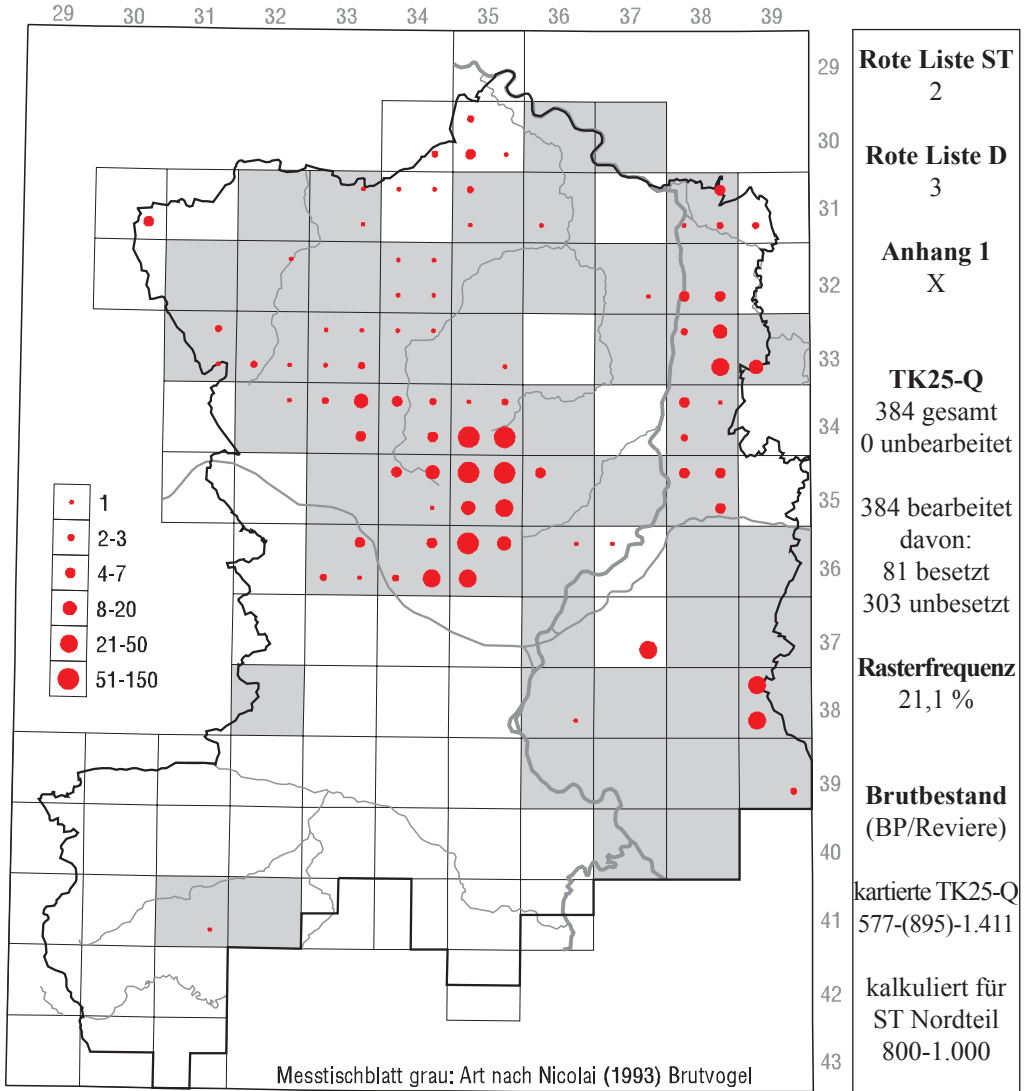 29 30 31 32 33 34 35 36 37 38 39
29
30
31
32
33
34
35
36
37
38
39
40
41
42
43
1
2-3
4-7
8-20
21-50
51-150
Messtischblatt grau: Art nach Nicolai (1993) Brutvogel
Rote Liste ST
2
Rote Liste D
3
Anhang 1
X
TK25-Q
384 gesamt
0 unbearbeitet
384 bearbeitet
davon:
81 besetzt
303 unbesetzt
Rasterfrequenz
21,1 %
Brutbestand
(BP/Reviere)
kartierte TK25-Q
577-(895)-1.411
kalkuliert für
ST Nordteil
800-1.000